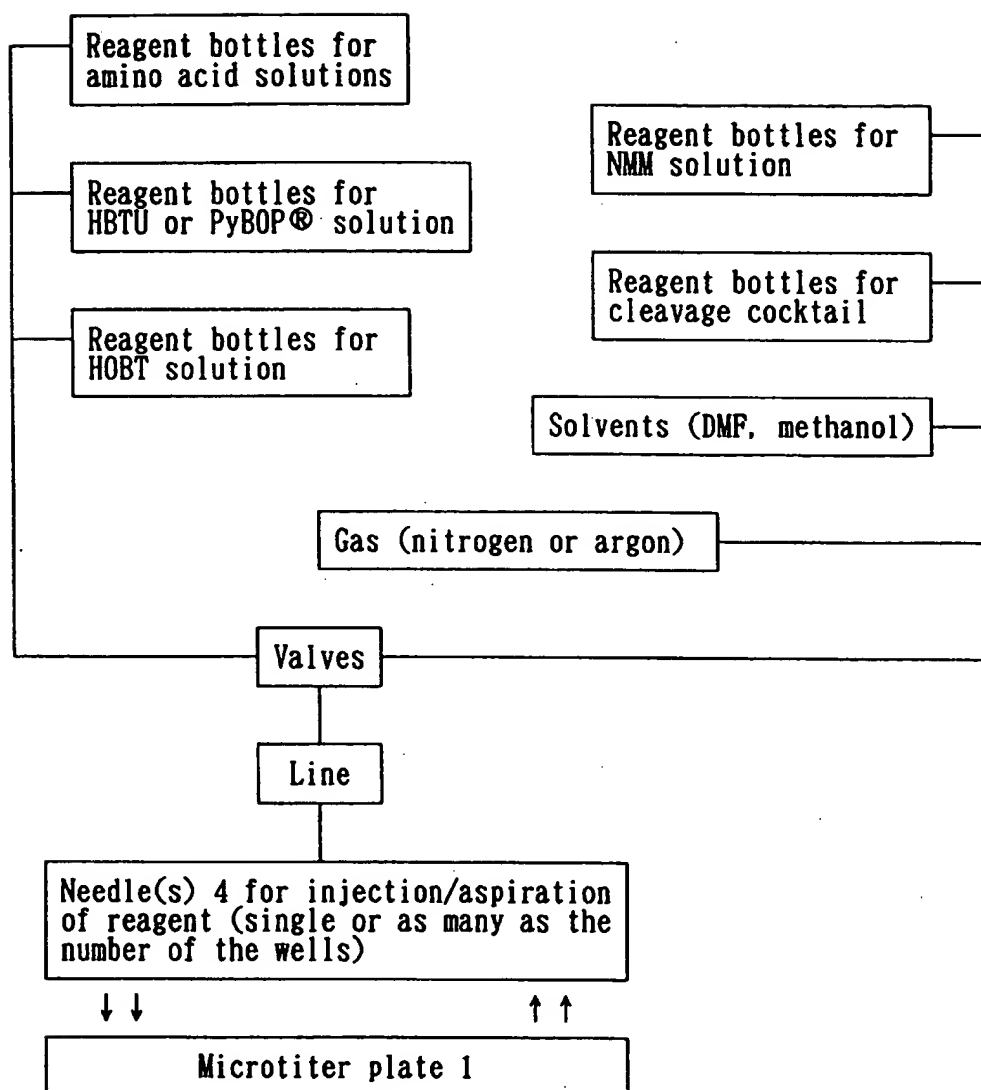 Reagent bottles for
amino acid solutions
Reagent bottles for
NMM solution
Reagent bottles for
HBTU or PyBOP® solution
Reagent bottles for
cleavage cocktail
Reagent bottles for
HOBT solution
Solvents (DMF, methanol)
Gas (nitrogen or argon)
Valves
Line
Needle(s) 4 for injection/aspiration
of reagent (single or as many as the
number of the wells)
↓ ↓ ↑ ↑
Microtiter plate 1